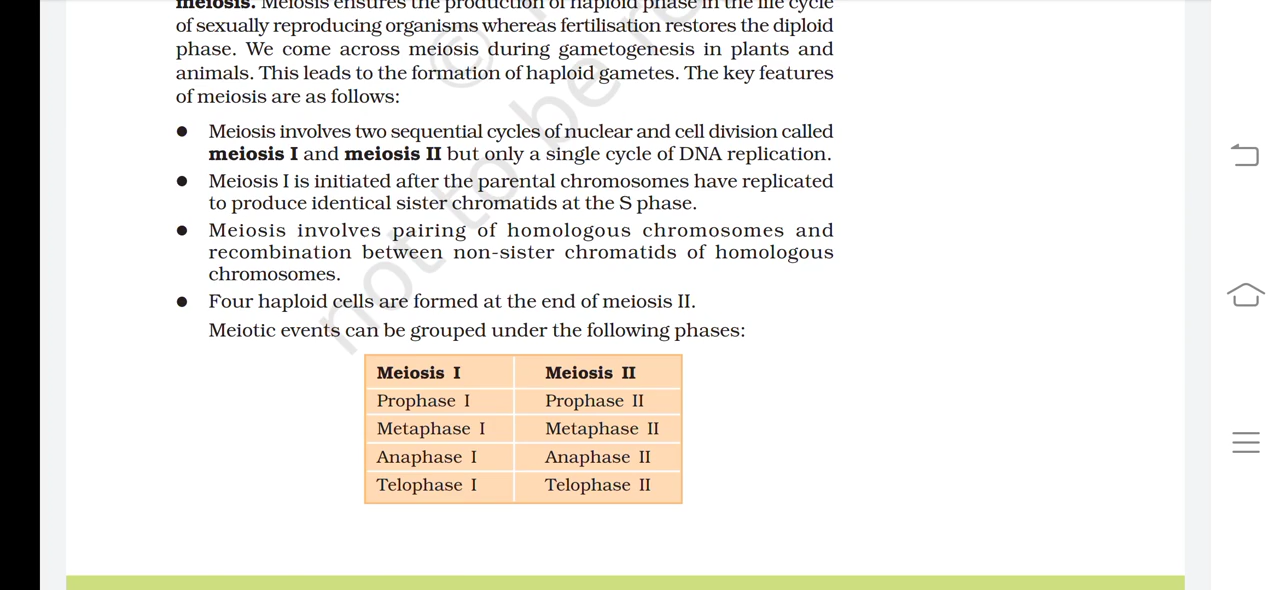 meiosis. Meiosis ensures the production of haploid phase in the life cycle
of sexually reproducing organisms whereas fertilisation restores the diploid
phase. We come across meiosis during gametogenesis in plants and
animals. This leads to the formation of haploid gametes. The key features
of meiosis are as follows:
● Meiosis involves two sequential cycles of nuclear and cell division called
meiosis I and meiosis II but only a single cycle of DNA replication.
● Meiosis I is initiated after the parental chromosomes have replicated
to produce identical sister chromatids at the S phase.
● Meiosis involves pairing of homologous chromosomes and
recombination between non-sister chromatids of homologous
chromosomes.
● Four haploid cells are formed at the end of meiosis II.
Meiotic events can be grouped under the following phases:
Meiosis I Meiosis II
Prophase I Prophase II
Metaphase I Metaphase II
Anaphase I Anaphase II
Telophase I Telophase II
©
not to be re